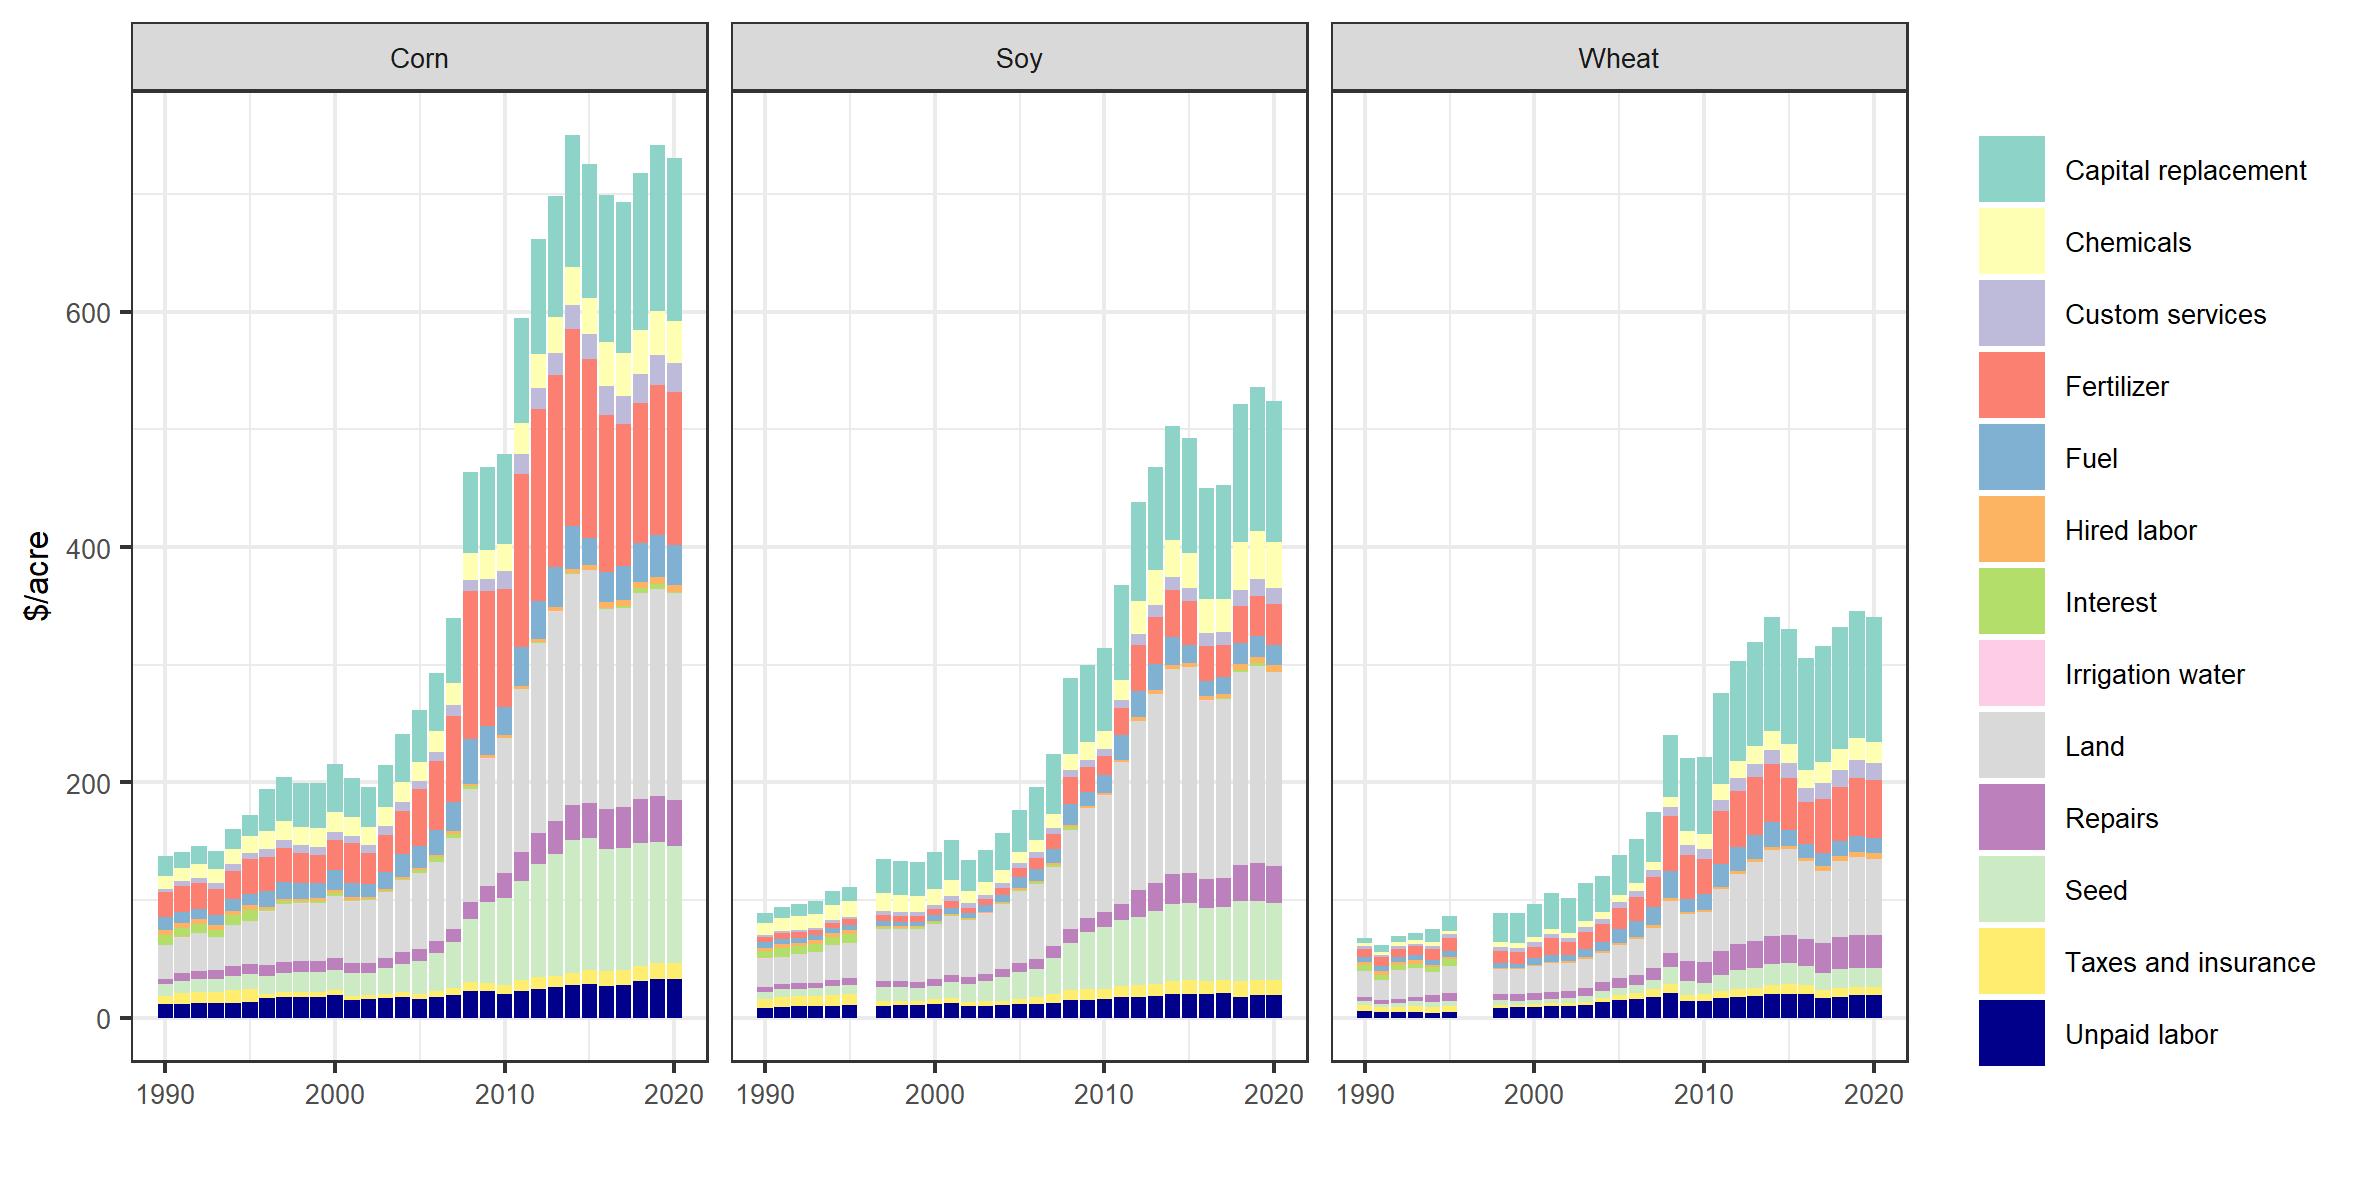 Corn
Soy
Wheat
$/acre
600
400
200
0
1990 2000 2010 2020
1990 2000 2010 2020
1990 2000 2010 2020
Capital replacement
Chemicals
Custom services
Fertilizer
Fuel
Hired labor
Interest
Irrigation water
Land
Repairs
Seed
Taxes and insurance
Unpaid labor